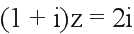 (1 + i)z = 2i